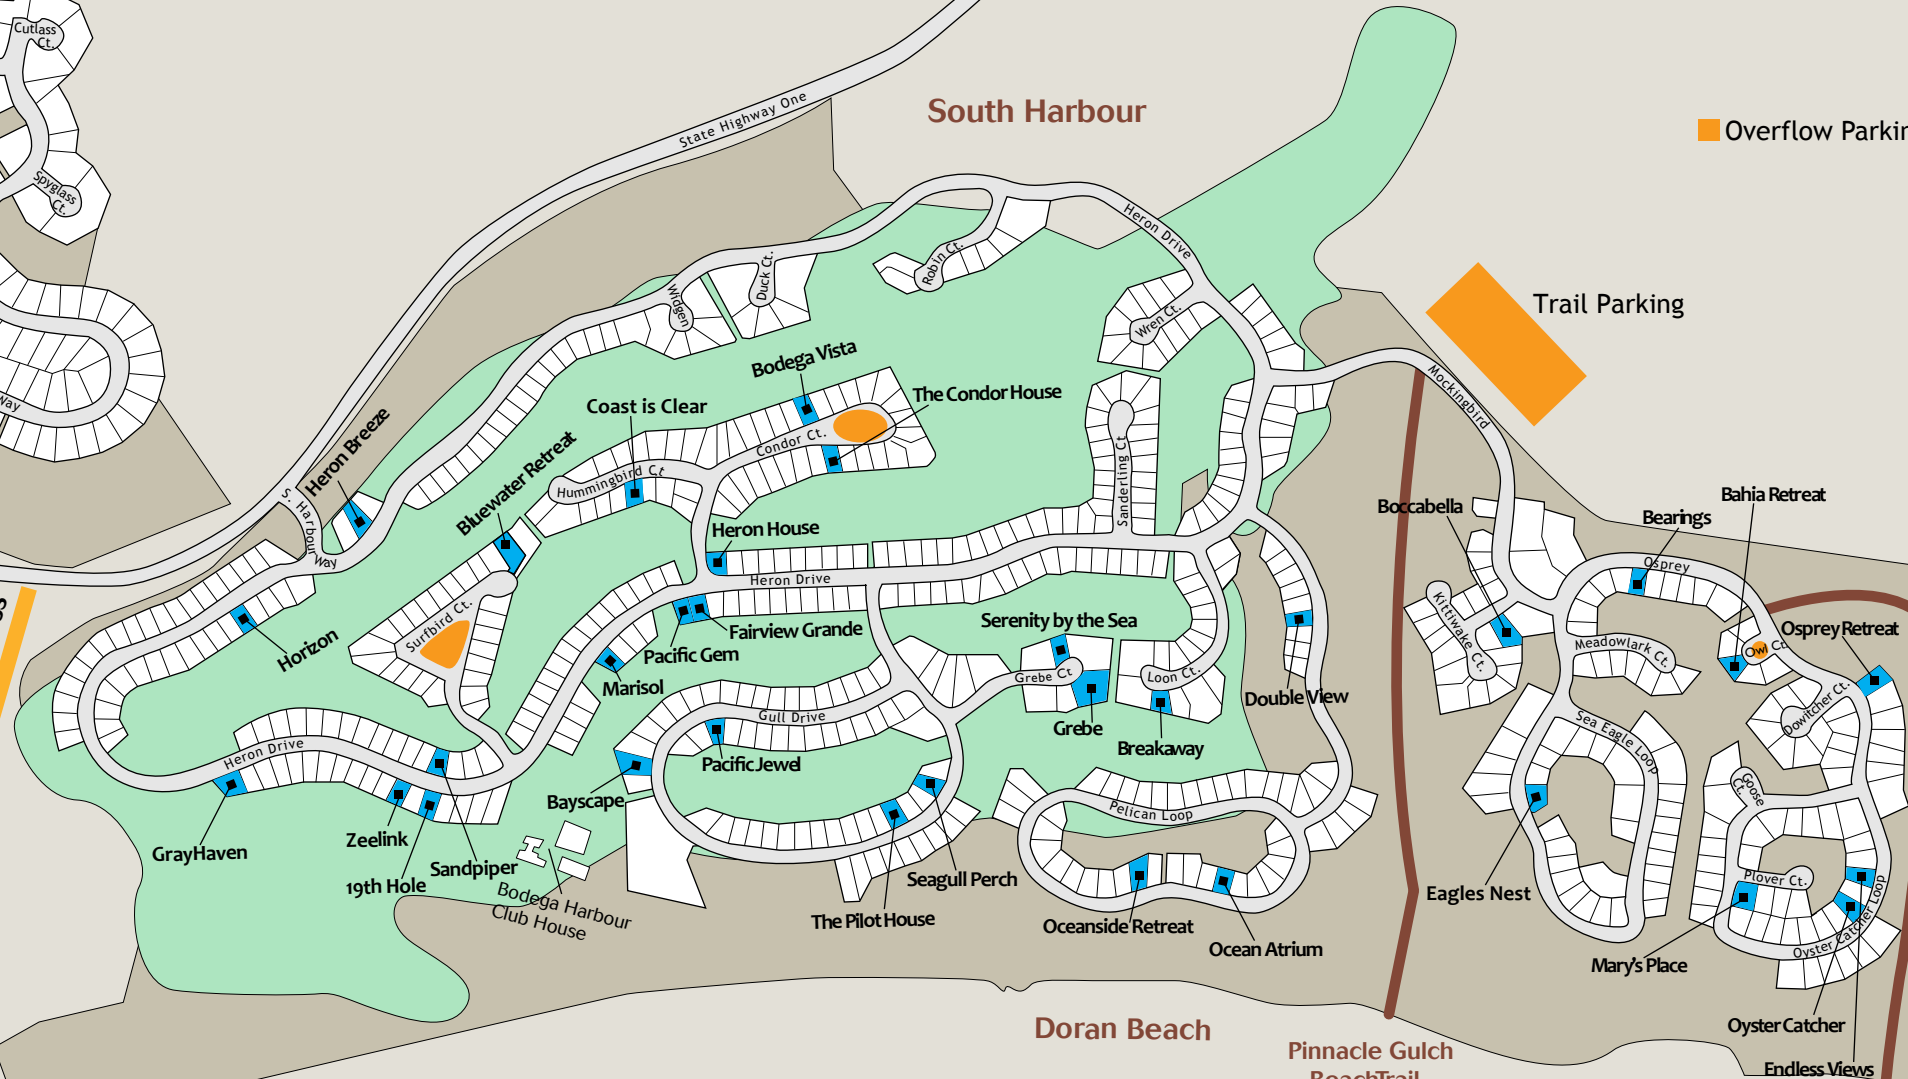 Cutlass
Ct.
Spyglass
Ct.
Way
State Highway One
South Harbour
Overflow Parkin
Trail Parking
Heron Drive
Robin Ct.
Duck Ct.
Widgen
Wren Ct.
Mockingbird
Bodega Vista
The Condor House
Coast is Clear
Condor Ct.
Hummingbird Ct
Heron Breeze
Bluewater Retreat
S. Harbour Way
Sanderling Ct
Heron House
Heron Drive
Boccabella
Bahia Retreat
Bearings
Osprey
Kittiwake Ct.
Meadowlark Ct.
Owl Ct.
Osprey Retreat
Dowitcher Ct.
Surfbird Ct.
Horizon
Fairview Grande
Pacific Gem
Marisol
Serenity by the Sea
Grebe Ct
Loon Ct.
Grebe
Breakaway
Double View
Sea Eagle Loop
Gull Drive
Pacific Jewel
Heron Drive
Bayscape
Goose
Ct.
Pelican Loop
GrayHaven
Zeelink
Sandpiper
19th Hole
Bodega Harbour
Club House
Seagull Perch
The Pilot House
Oceanside Retreat
Ocean Atrium
Eagles Nest
Plover Ct.
Oyster Catcher Loop
Mary's Place
Oyster Catcher
Endless Views
Doran Beach
Pinnacle Gulch
BeachTrail